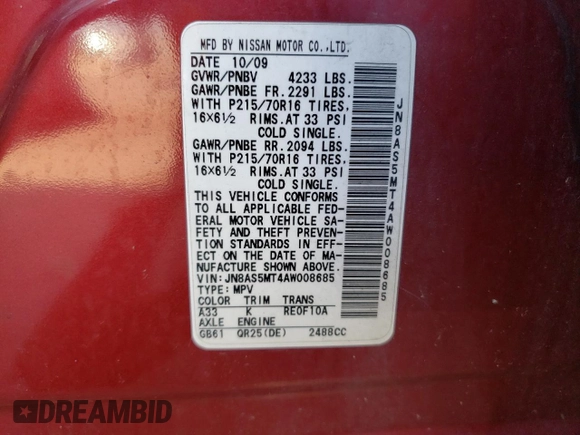 MFD BY NISSAN MOTOR CO.,LTD.
DATE 10/09
GVWR/PNBV 4233 LBS.
GAWR/PNBE FR. 2291 LBS.
WITH P215/70R16 TIRES,
16X6½ RIMS.AT 33 PSI
COLD SINGLE.
GAWR/PNBE RR. 2094 LBS.
WITH P215/70R16 TIRES,
16X6½ RIMS.AT 33 PSI
COLD SINGLE.
THIS VEHICLE CONFORMS
TO ALL APPLICABLE FED-
ERAL MOTOR VEHICLE SA-
FETY AND THEFT PREVEN-
TION STANDARDS IN EFF-
ECT ON THE DATE OF MA-
NUFACTURE SHOWN ABOVE.
VIN:JN8AS5MT4AW008685
TYPE:MPV
COLOR TRIM TRANS
A33 K RE0F10A
AXLE ENGINE
GB61 QR25(DE) 2488CC
JN8AS5MT4AW008685
DREAMBID